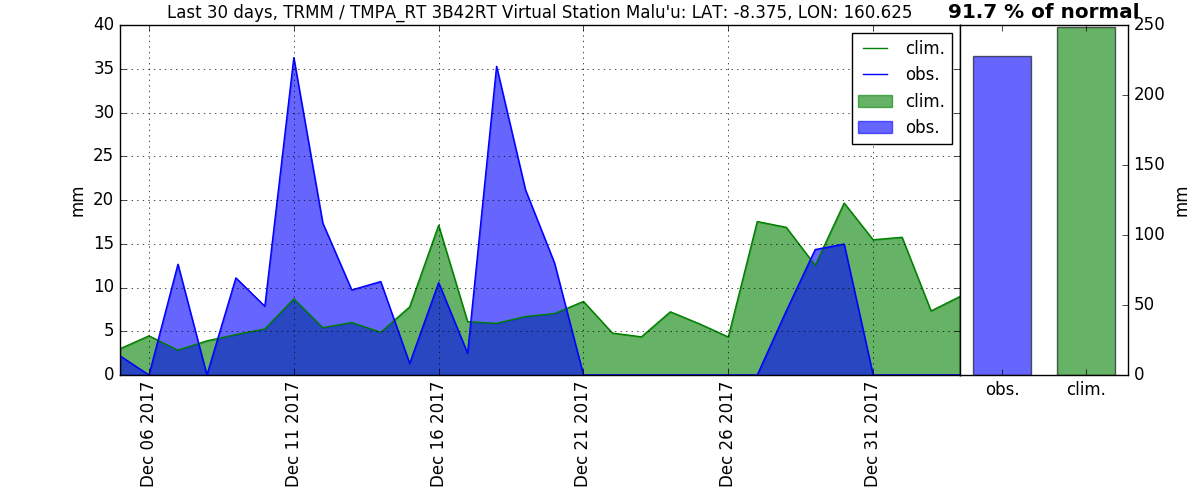 Last 30 days, TRMM / TMPA_RT 3B42RT Virtual Station Malu'u: LAT: -8.375, LON: 160.625
91.7 % of normal
40
35
30
25
20
15
10
5
0
mm
clim.
obs.
clim.
obs.
250
200
150
100
50
0
mm
obs.
clim.
Dec 06 2017
Dec 11 2017
Dec 16 2017
Dec 21 2017
Dec 26 2017
Dec 31 2017